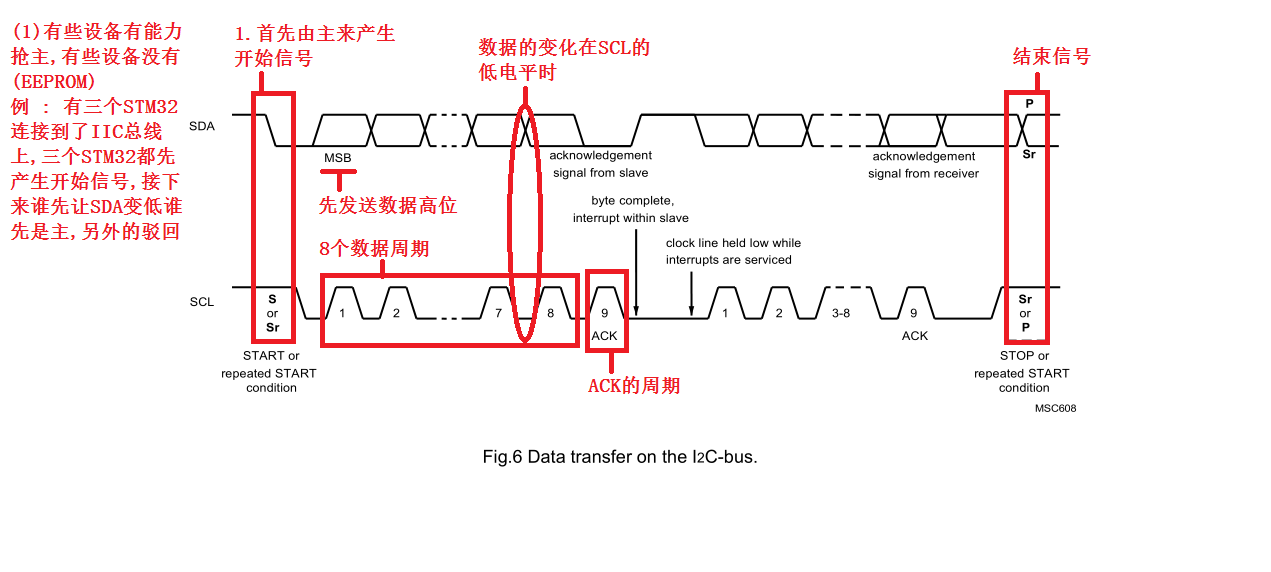 (1)有些设备有能力
抢主,有些设备没有
(EEPROM)
例 : 有三个STM32
连接到了IIC总线
上,三个STM32都先
产生开始信号,接下
来谁先让SDA变低谁
先是主,另外的驳回
1.首先由主来产生
开始信号
数据的变化在SCL的
低电平时
结束信号
SDA
P
Sr
MSB
acknowledgement
signal from slave
acknowledgement
signal from receiver
先发送数据高位
byte complete,
interrupt within slave
8个数据周期
clock line held low while
interrupts are serviced
SCL
S
or
Sr
1
2
7
8
9
1
2
3-8
9
Sr
or
P
ACK
ACK
START or
repeated START
condition
STOP or
repeated START
condition
ACK的周期
MSC608
Fig.6 Data transfer on the I2C-bus.